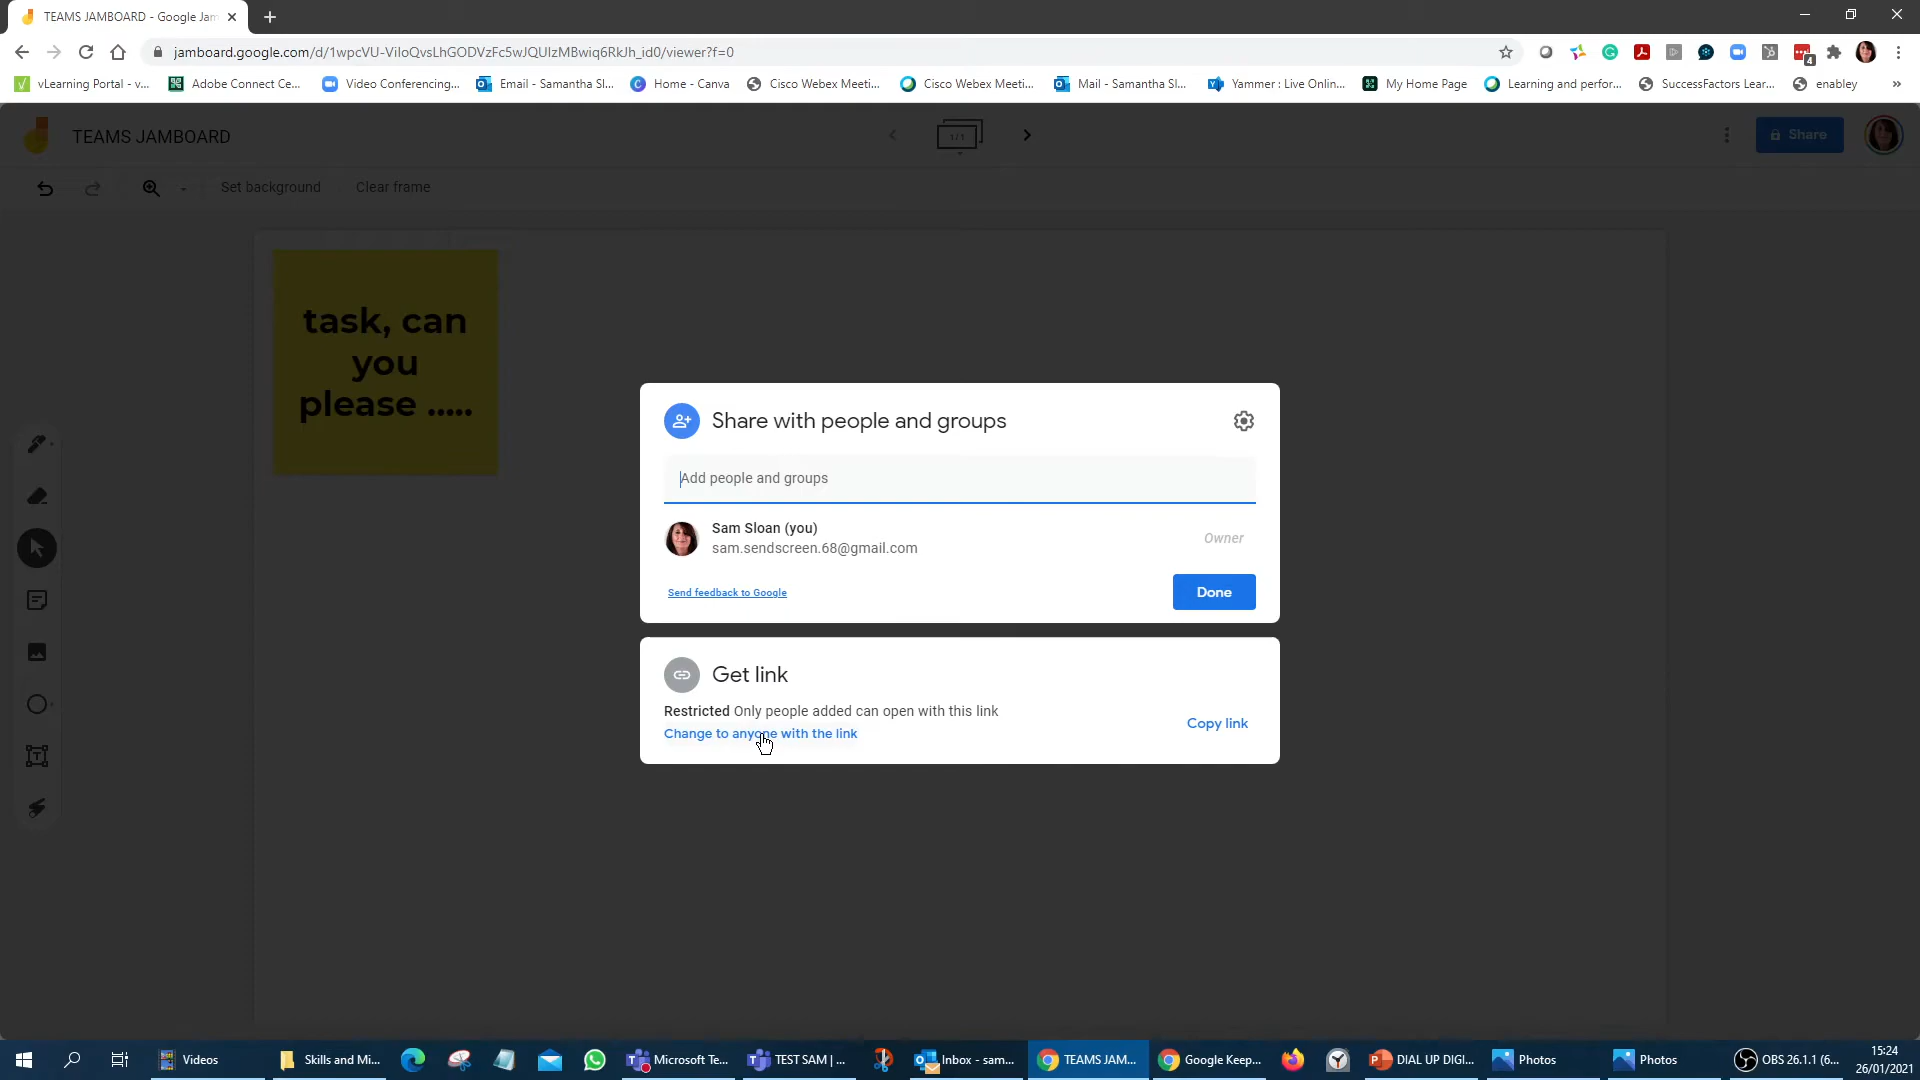 TEAMS JAMBOARD - Google Jam
jamboard.google.com/d/1wpcVU-ViloQvsLhGODVzFc5wJQUIzMBwiq6RkJh_id0/viewer?f=0
4
vLearning Portal - v... Adobe Connect Ce... Video Conferencing... Email - Samantha Sl... Home - Canva Cisco Webex Meeti... Cisco Webex Meeti... Mail - Samantha Sl... Yammer : Live Onlin... My Home Page Learning and perfor... SuccessFactors Lear... enabley »
TEAMS JAMBOARD
1/1
Share
Set background Clear frame
task, can
you
please .....
Share with people and groups
Add people and groups
Sam Sloan (you)
sam.sendscreen.68@gmail.com
Owner
Send feedback to Google
Done
Get link
Restricted Only people added can open with this link
Change to anyone with the link
Copy link
Videos Skills and Mi... Microsoft Te... TEST SAM | ... Inbox - sam... TEAMS JAM... Google Keep... DIAL UP DIGI... Photos Photos OBS 26.1.1 (6...
15:24
26/01/2021